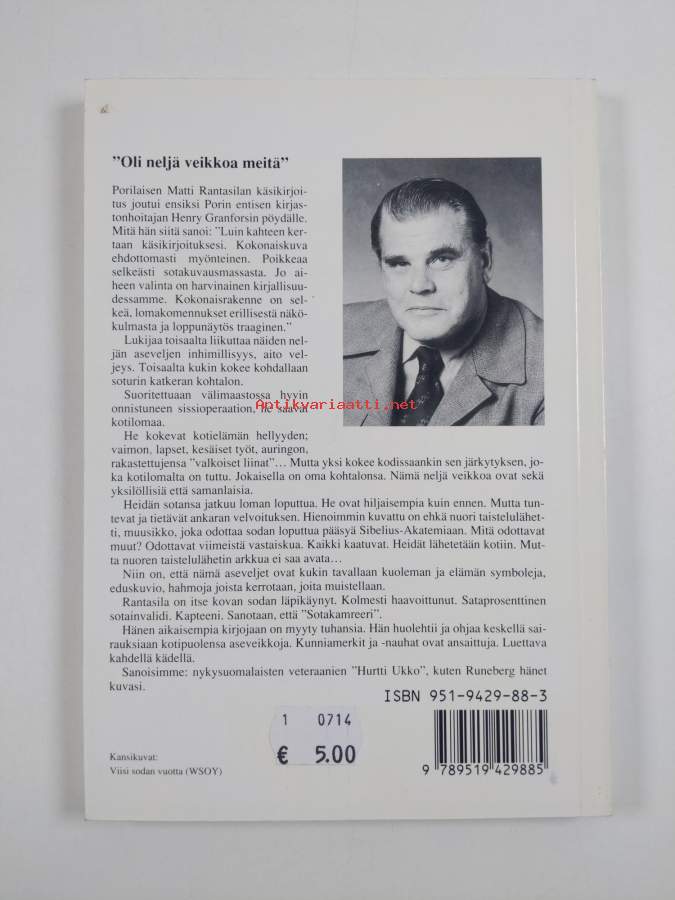 "Oli neljä veikkoa meitä"
Porilaisen Matti Rantasilan käsikirjoi-
tus joutui ensiksi Porin entisen kirjas-
tonhoitajan Henry Granforsin pöydälle.
Mitä hän siitä sanoi: "Luin kahteen ker-
taan käsikirjoituksesi. Kokonaiskuva
ehdottomasti myönteinen. Poikkeaa
selkeästi sotakuvausmassasta. Jo ai-
heen valinta on harvinainen kirjallisuu-
dessamme. Kokonaisrakenne on sel-
keä, lomakomennukset erillisestä näkö-
kulmasta ja loppunäytös traaginen."
Lukijaa toisaalta liikuttaa näiden nel-
jän aseveljen inhimillisyys, aito vel-
jeys. Toisaalta kukin kokee kohdallaan
soturin katkeran kohtalon.
Suoritettuaan välimaastossa hyvin
onnistuneen sissioperaation, he saavat
kotilomaa.
He kokevat kotielämän hellyyden;
vaimon, lapset, kesäiset työt, auringon,
rakastettujensa "valkoiset liinat"... Mutta yksi kokee kodissaankin sen järkytyksen, jo-
ka kotilomalta on tuttu. Jokaisella on oma kohtalonsa. Nämä neljä veikkoa ovat sekä
yksilöllisiä että samanlaisia.
Heidän sotansa jatkuu loman loputtua. He ovat hiljaisempia kuin ennen. Mutta tun-
tevat ja tietävät ankaran velvoituksen. Hienoimmin kuvattu on ehkä nuori taistelulähet-
ti, muusikko, joka odottaa sodan loputtua pääsyä Sibelius-Akatemiaan. Mitä odottavat
muut? Odottavat viimeistä vastaiskua. Kaikki kaatuvat. Heidät lähetetään kotiin. Mut-
ta nuoren taistelulähetin arkkua ei saa avata...
Niin on, että nämä aseveljet ovat kukin tavallaan kuoleman ja elämän symboleja,
eduskuvio, hahmoja joista kerrotaan, joita muistellaan.
Rantasila on itse kovan sodan läpikäynyt. Kolmesti haavoittunut. Sataprosenttinen
sotainvalidi. Kapteeni. Sanotaan, että "Sotakamreeri".
Hänen aikaisempia kirjojaan on myyty tuhansia. Hän huolehtii ja ohjaa keskellä sai-
rauksiaan kotipuolensa aseveikkoja. Kunniamerkit ja -nauhat ovat ansaittuja. Luettava
kahdella kädellä.
Sanoisimme: nykysuomalaisten veteraanien "Hurtti Ukko", kuten Runeberg hänet
kuvasi.
Antikvariaatti.net
ISBN 951-9429-88-3
1 0714
€ 5.00
9 789519 429885
Kansikuvat:
Viisi sodan vuotta (WSOY)